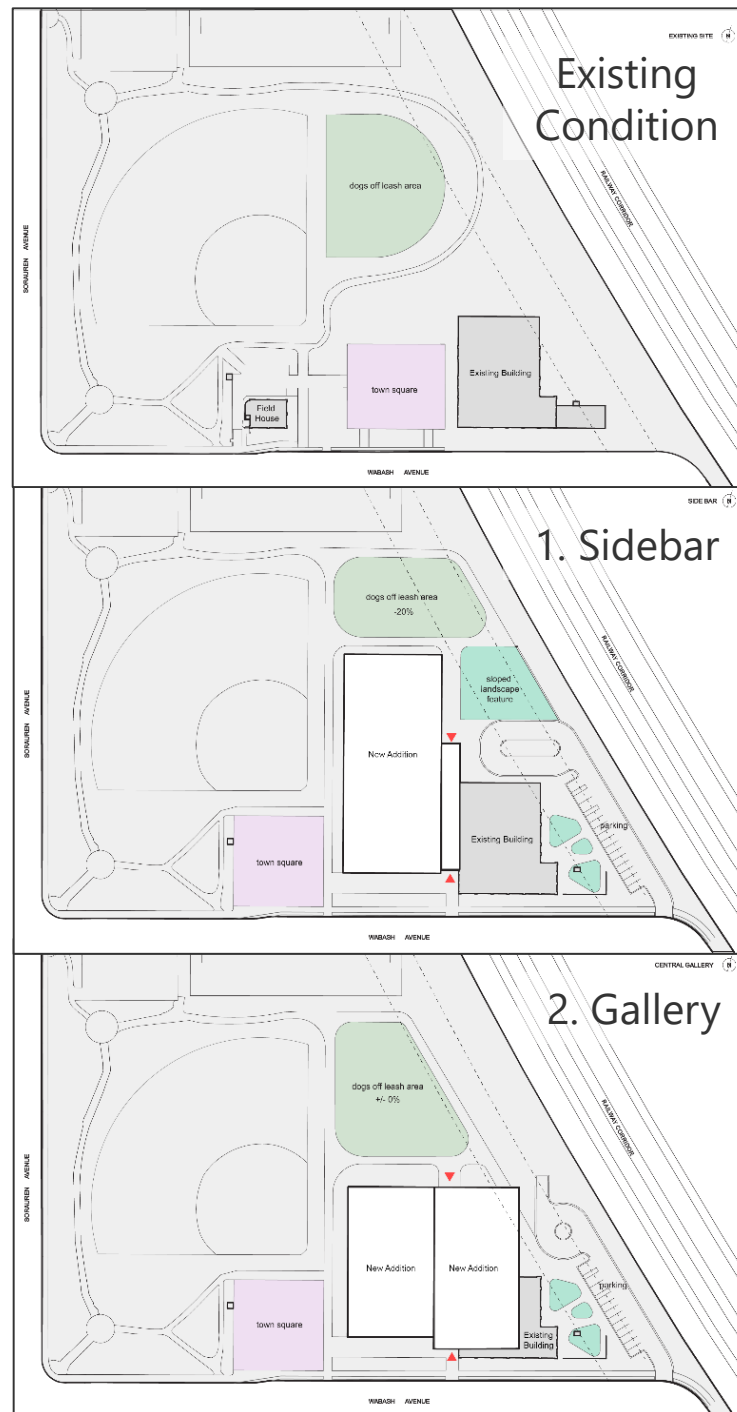 EXISTING SITE
N
Existing
Condition
dogs off leash area
RAILWAY CORRIDOR
SORAUREN AVENUE
Existing Building
town square
Field
House
WABASH AVENUE
SIDE BAR
N
1. Sidebar
dogs off leash area
-20%
RAILWAY CORRIDOR
sloped
landscape
feature
SORAUREN AVENUE
New Addition
parking
Existing Building
town square
WABASH AVENUE
CENTRAL GALLERY
N
2. Gallery
dogs off leash area
+/- 0%
RAILWAY CORRIDOR
SORAUREN AVENUE
New Addition
New Addition
parking
town square
Existing
Building
WABASH AVENUE